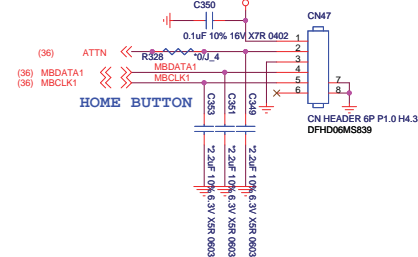 C350
CN47
0.1uF 10% 16V X7R 0402
(36) ATTN
R328 *0/J_4
(36) MBDATA1 MBDATA1
(36) MBCLK1 MBCLK1
1
2
3
4
5
6
7
8
HOME BUTTON
CN HEADER 6P P1.0 H4.3
DFHD06MS839
C353
C351
C349
*2.2uF 10% 6.3V X5R 0603
*2.2uF 10% 6.3V X5R 0603
*2.2uF 10% 6.3V X5R 0603